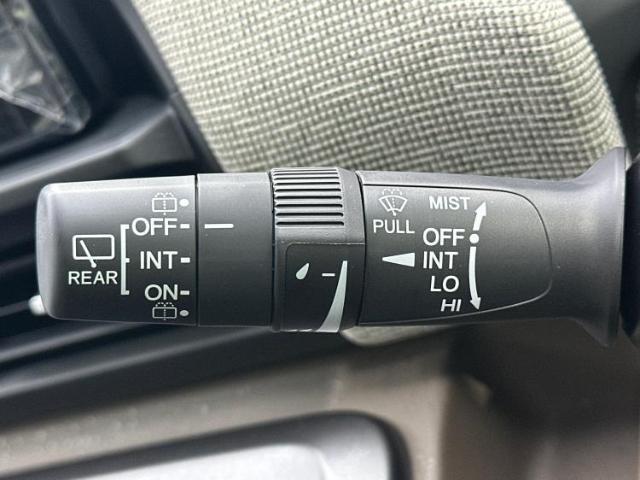 REAR
OFF
INT
ON
PULL
MIST
OFF
INT
LO
HI